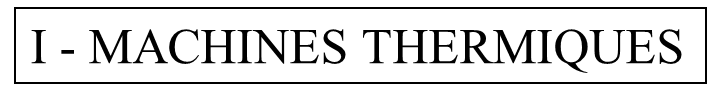 I - MACHINES THERMIQUES